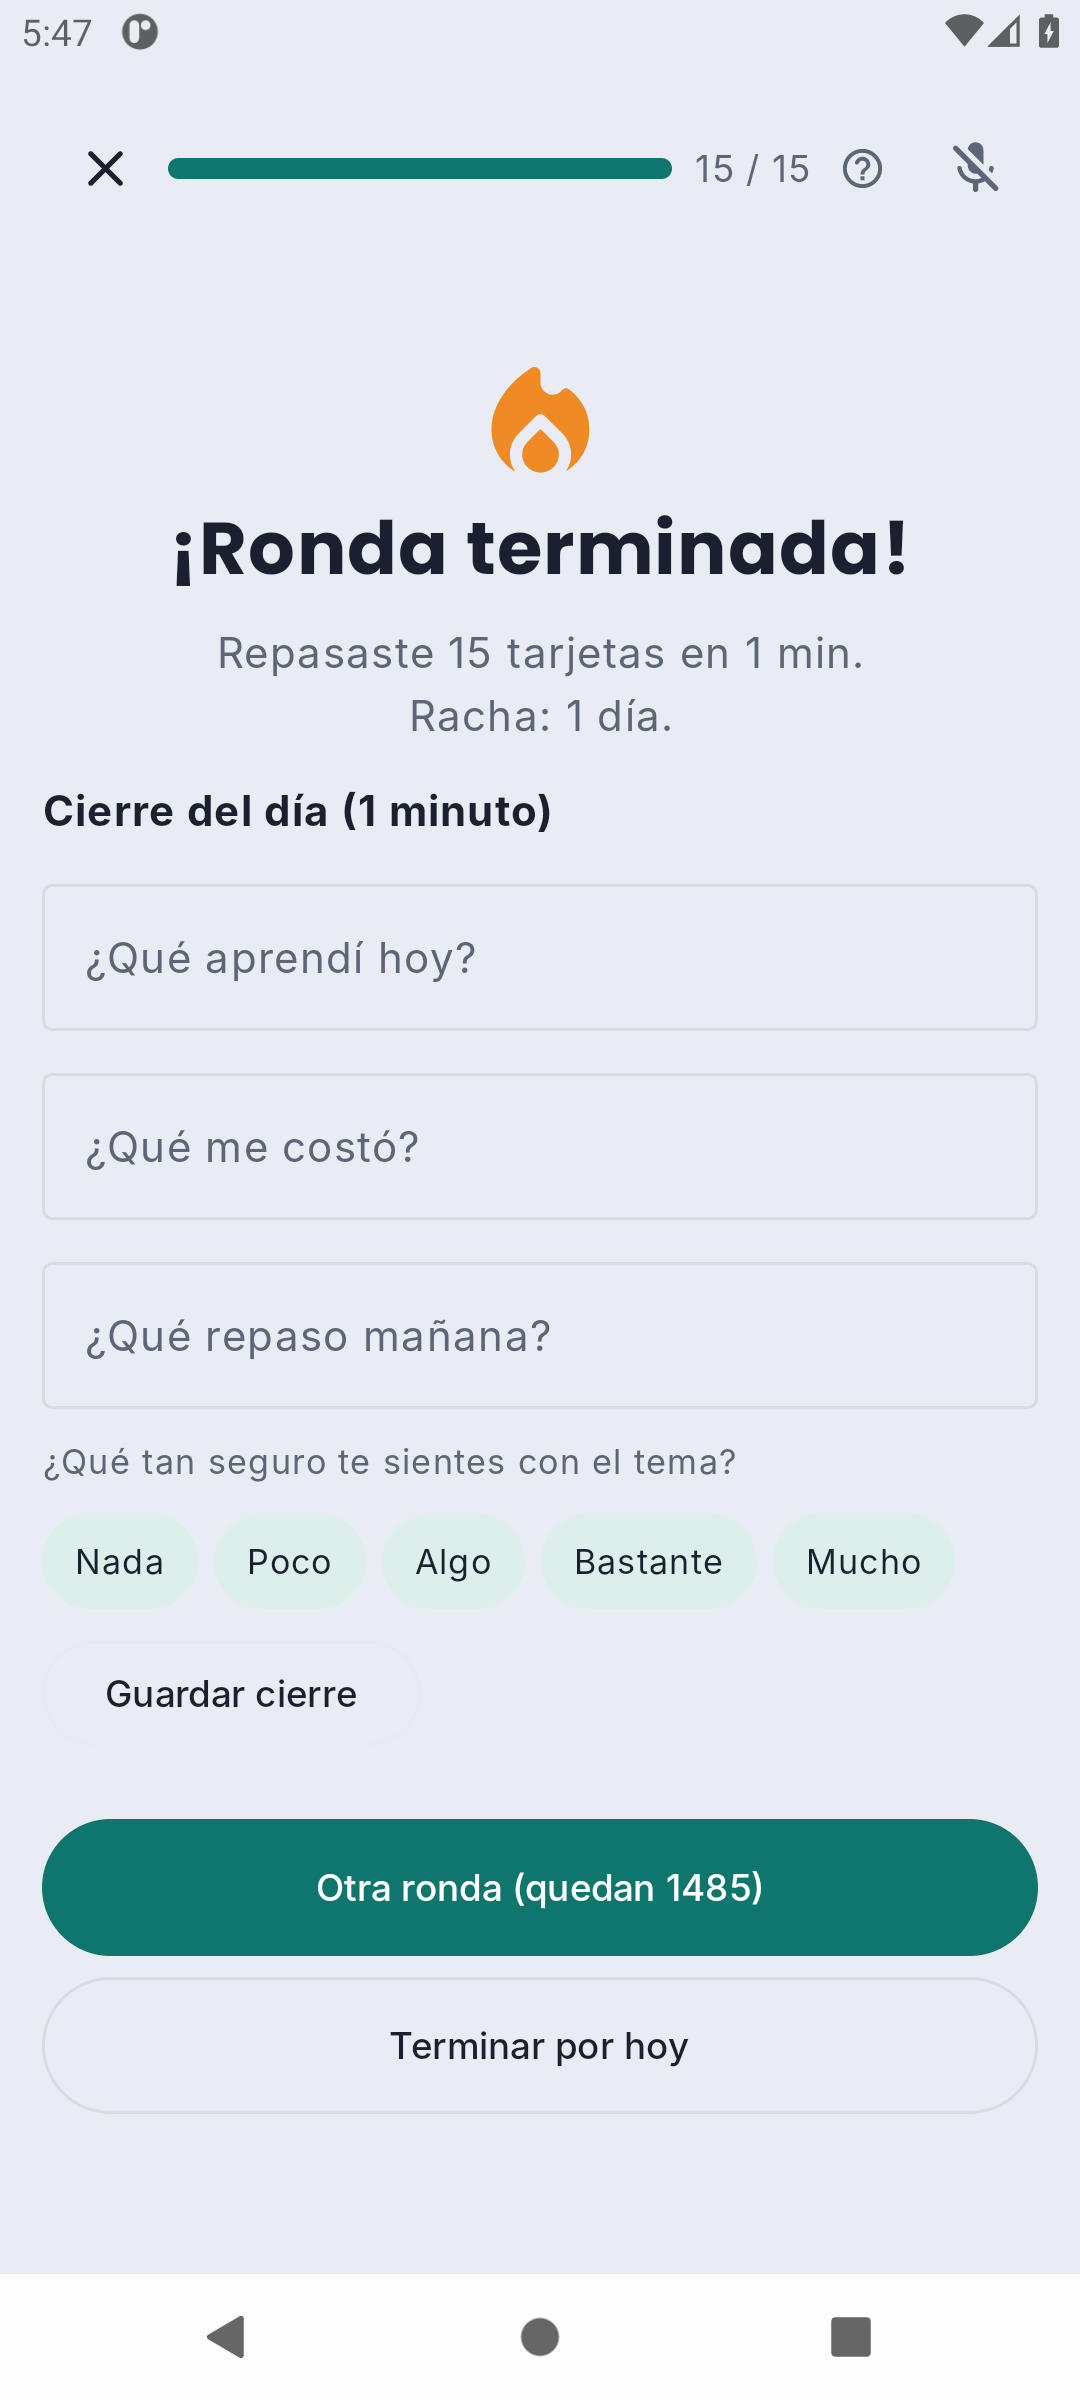 5:47
15 / 15
¡Ronda terminada!
Repasaste 15 tarjetas en 1 min.
Racha: 1 día.
Cierre del día (1 minuto)
¿Qué aprendí hoy?
¿Qué me costó?
¿Qué repaso mañana?
¿Qué tan seguro te sientes con el tema?
Nada Poco Algo Bastante Mucho
Guardar cierre
Otra ronda (quedan 1485)
Terminar por hoy